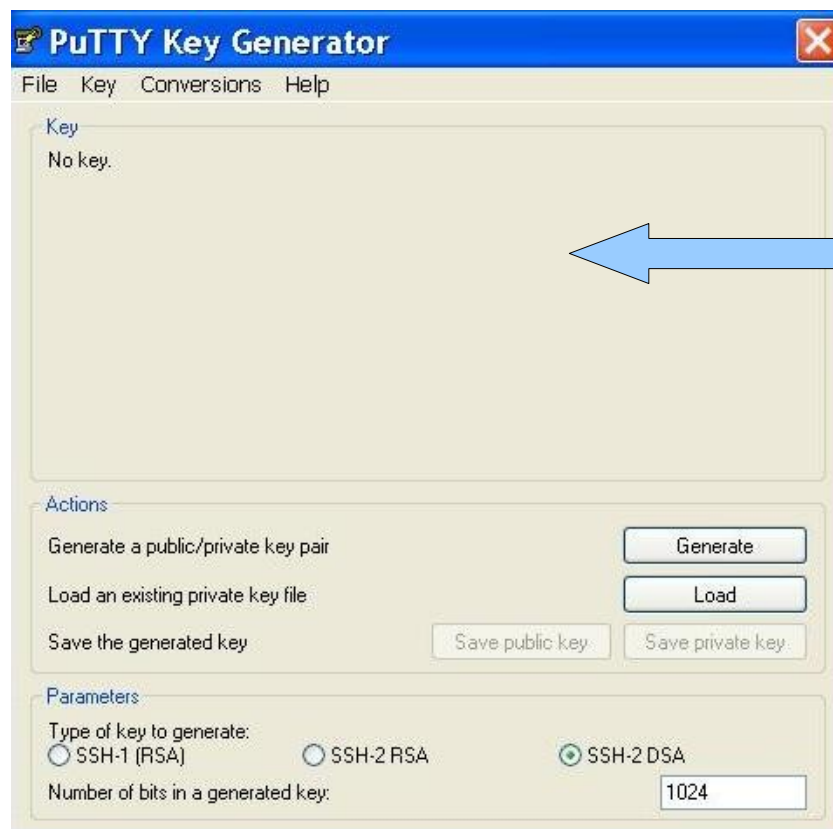 PuTTY Key Generator
File Key Conversions Help
Key
No key.
Actions
Generate a public/private key pair
Generate
Load an existing private key file
Load
Save the generated key
Save public key
Save private key
Parameters
Type of key to generate:
SSH-1 (RSA)
SSH-2 RSA
SSH-2 DSA
Number of bits in a generated key:
1024